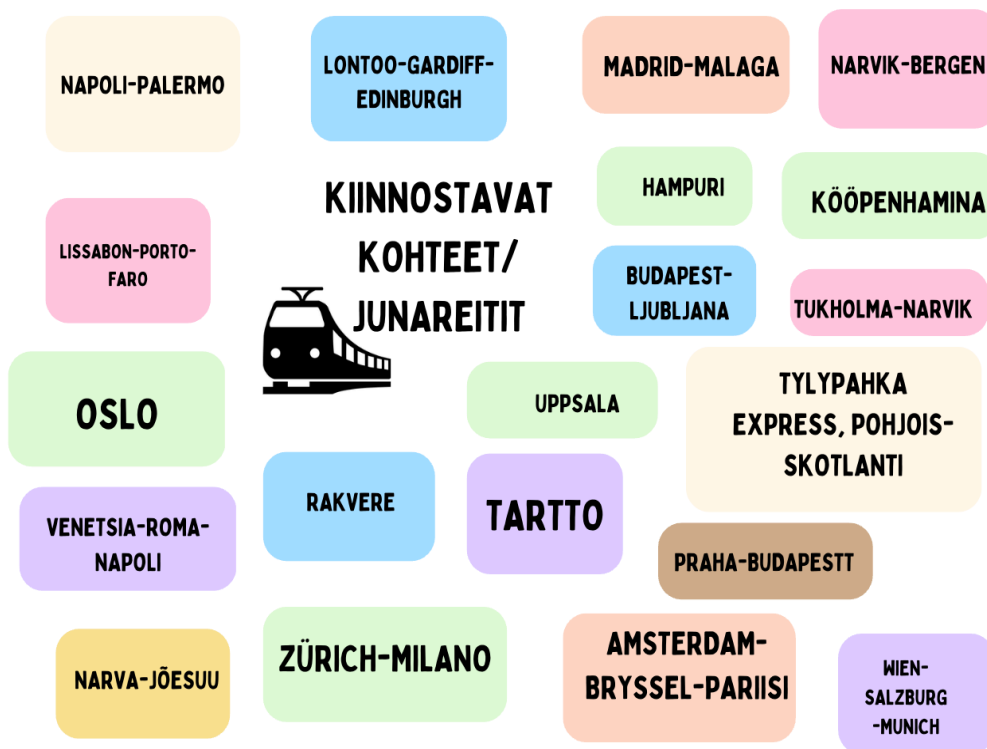 NAPOLI-PALERMO
LONTOO-GARDIFF-
EDINBURGH
MADRID-MALAGA
NARVIK-BERGEN
KIINNOSTAVAT
KOHTEET/
JUNAREITIT
HAMPURI
KÖÖPENHAMINA
LISSABON-PORTO-
FARO
BUDAPEST-
LJUBLJANA
TUKHOLMA-NARVIK
OSLO
UPPSALA
TYLYPAHKA
EXPRESS, POHJOIS-
SKOTLANTI
VENETSIA-ROMA-
NAPOLI
RAKVERE
TARTTO
PRAHA-BUDAPESTT
NARVA-JÕESUU
ZÜRICH-MILANO
AMSTERDAM-
BRYSSEL-PARIISI
WIEN-
SALZBURG
-MUNICH